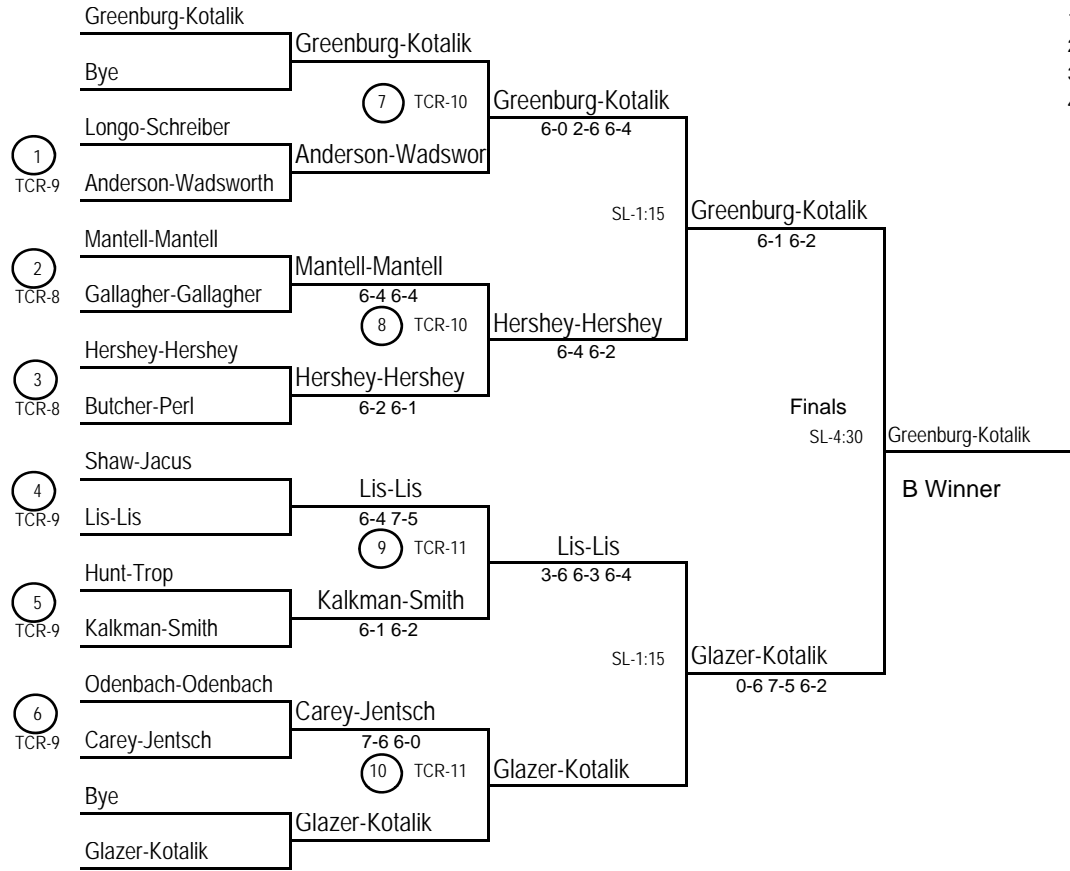 Greenburg-Kotalik
Greenburg-Kotalik
Bye
7 TCR-10
Greenburg-Kotalik
6-0 2-6 6-4
Longo-Schreiber
1
TCR-9
Anderson-Wadswor
Anderson-Wadsworth
SL-1:15
Greenburg-Kotalik
6-1 6-2
Mantell-Mantell
2
TCR-8
Mantell-Mantell
6-4 6-4
Gallagher-Gallagher
8 TCR-10
Hershey-Hershey
6-4 6-2
Hershey-Hershey
3
TCR-8
Hershey-Hershey
6-2 6-1
Butcher-Perl
Finals
SL-4:30
Greenburg-Kotalik
B Winner
Shaw-Jacus
4
TCR-9
Lis-Lis
6-4 7-5
Lis-Lis
9 TCR-11
Lis-Lis
3-6 6-3 6-4
Hunt-Trop
5
TCR-9
Kalkman-Smith
6-1 6-2
Kalkman-Smith
SL-1:15
Glazer-Kotalik
0-6 7-5 6-2
Odenbach-Odenbach
6
TCR-9
Carey-Jentsch
7-6 6-0
Carey-Jentsch
10 TCR-11
Glazer-Kotalik
Bye
Glazer-Kotalik
Glazer-Kotalik